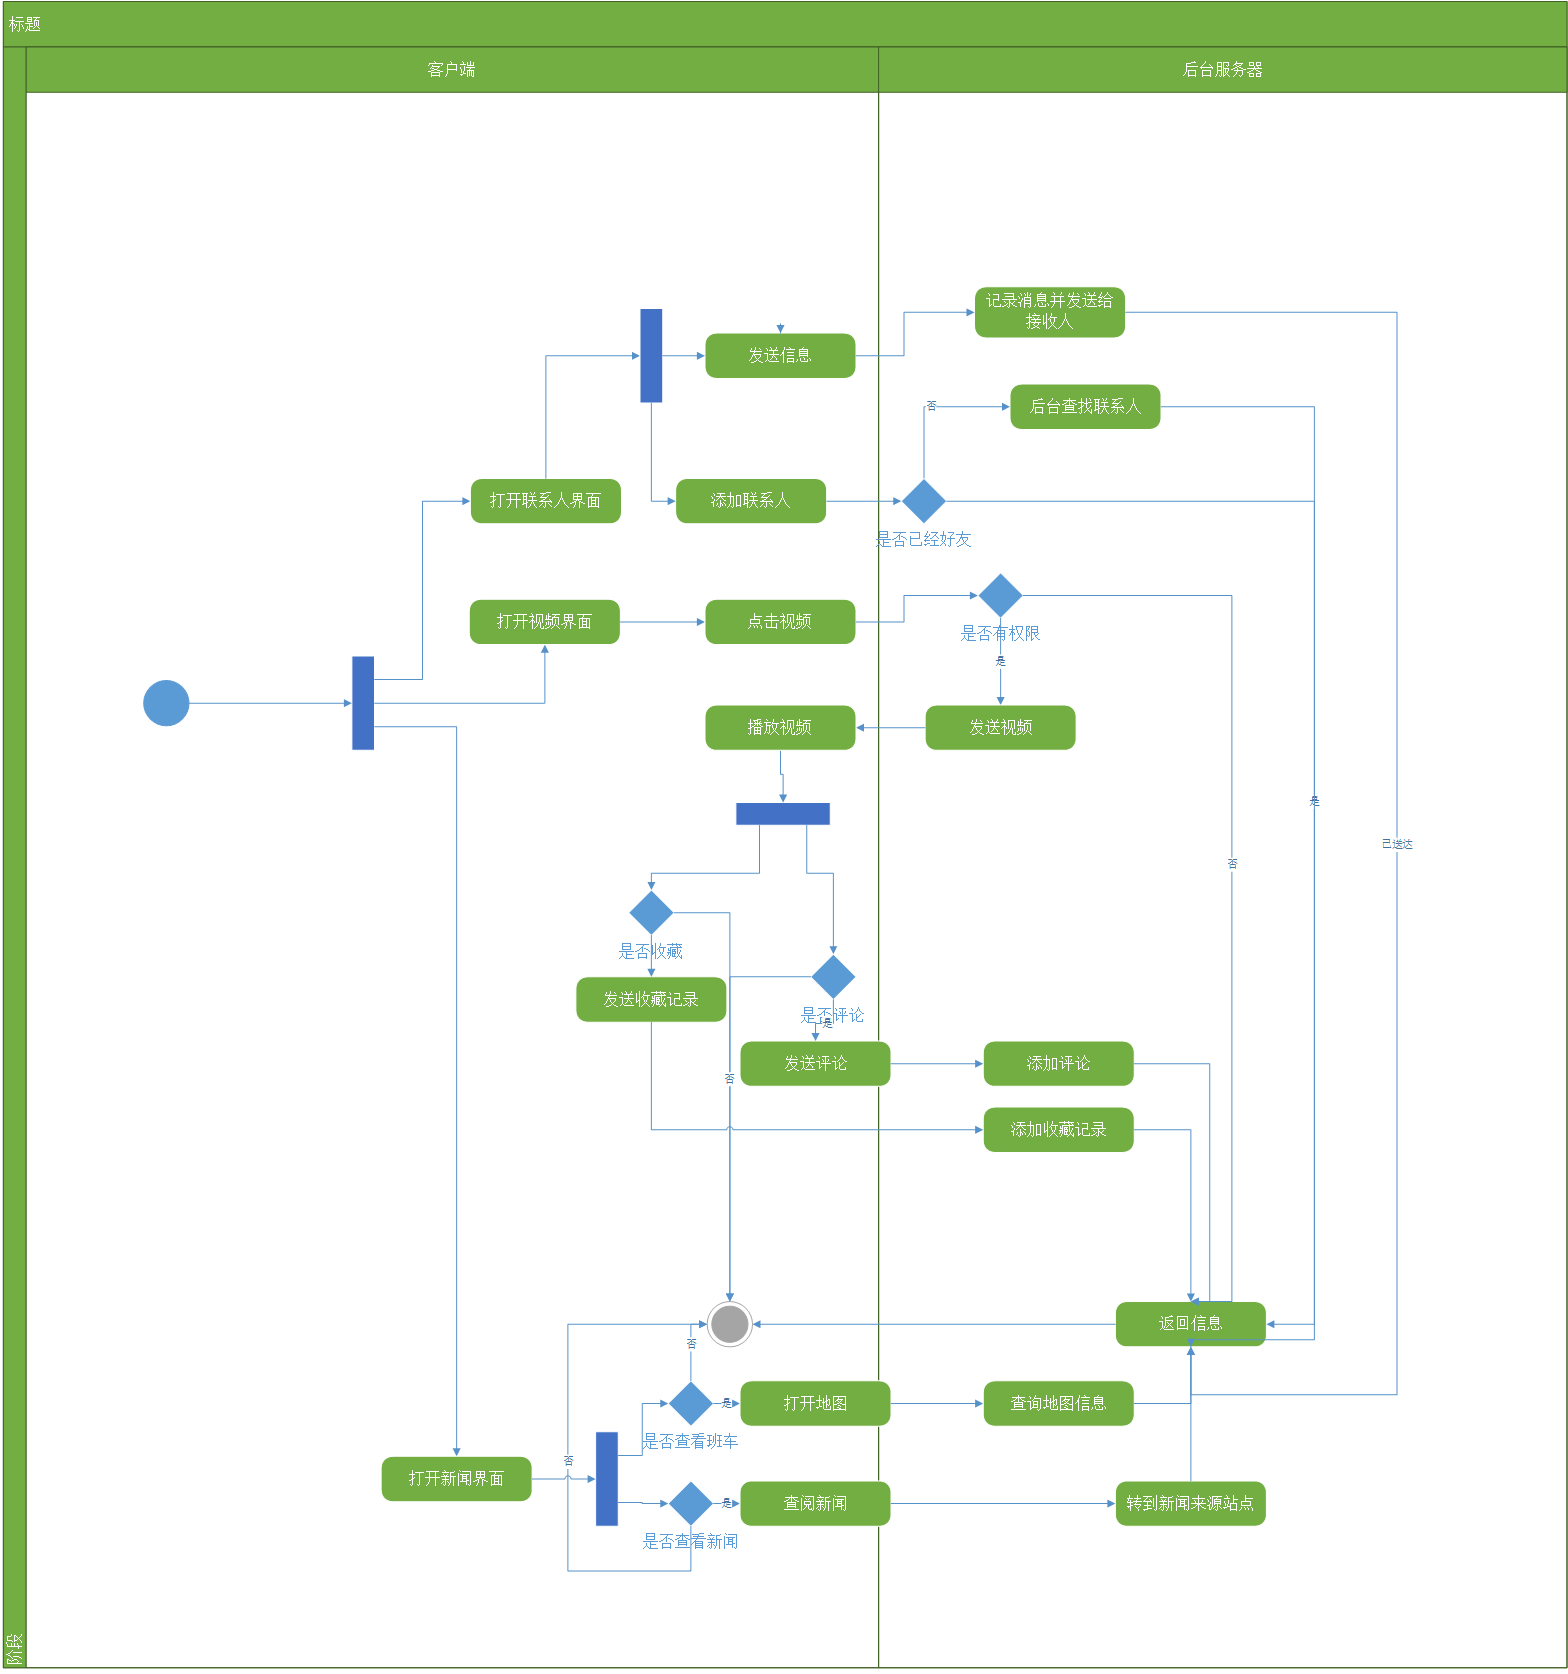 标题
客户端
后台服务器
记录消息并发送给
接收人
发送信息
否
后台查找联系人
打开联系人界面
添加联系人
是否已经好友
打开视频界面
点击视频
是否有权限
是
播放视频
发送视频
是
已送达
否
是否收藏
发送收藏记录
是否评论
是
发送评论
添加评论
否
添加收藏记录
返回信息
否
打开地图
查询地图信息
是
是否查看班车
否
打开新闻界面
查阅新闻
转到新闻来源站点
是
是否查看新闻
阶段